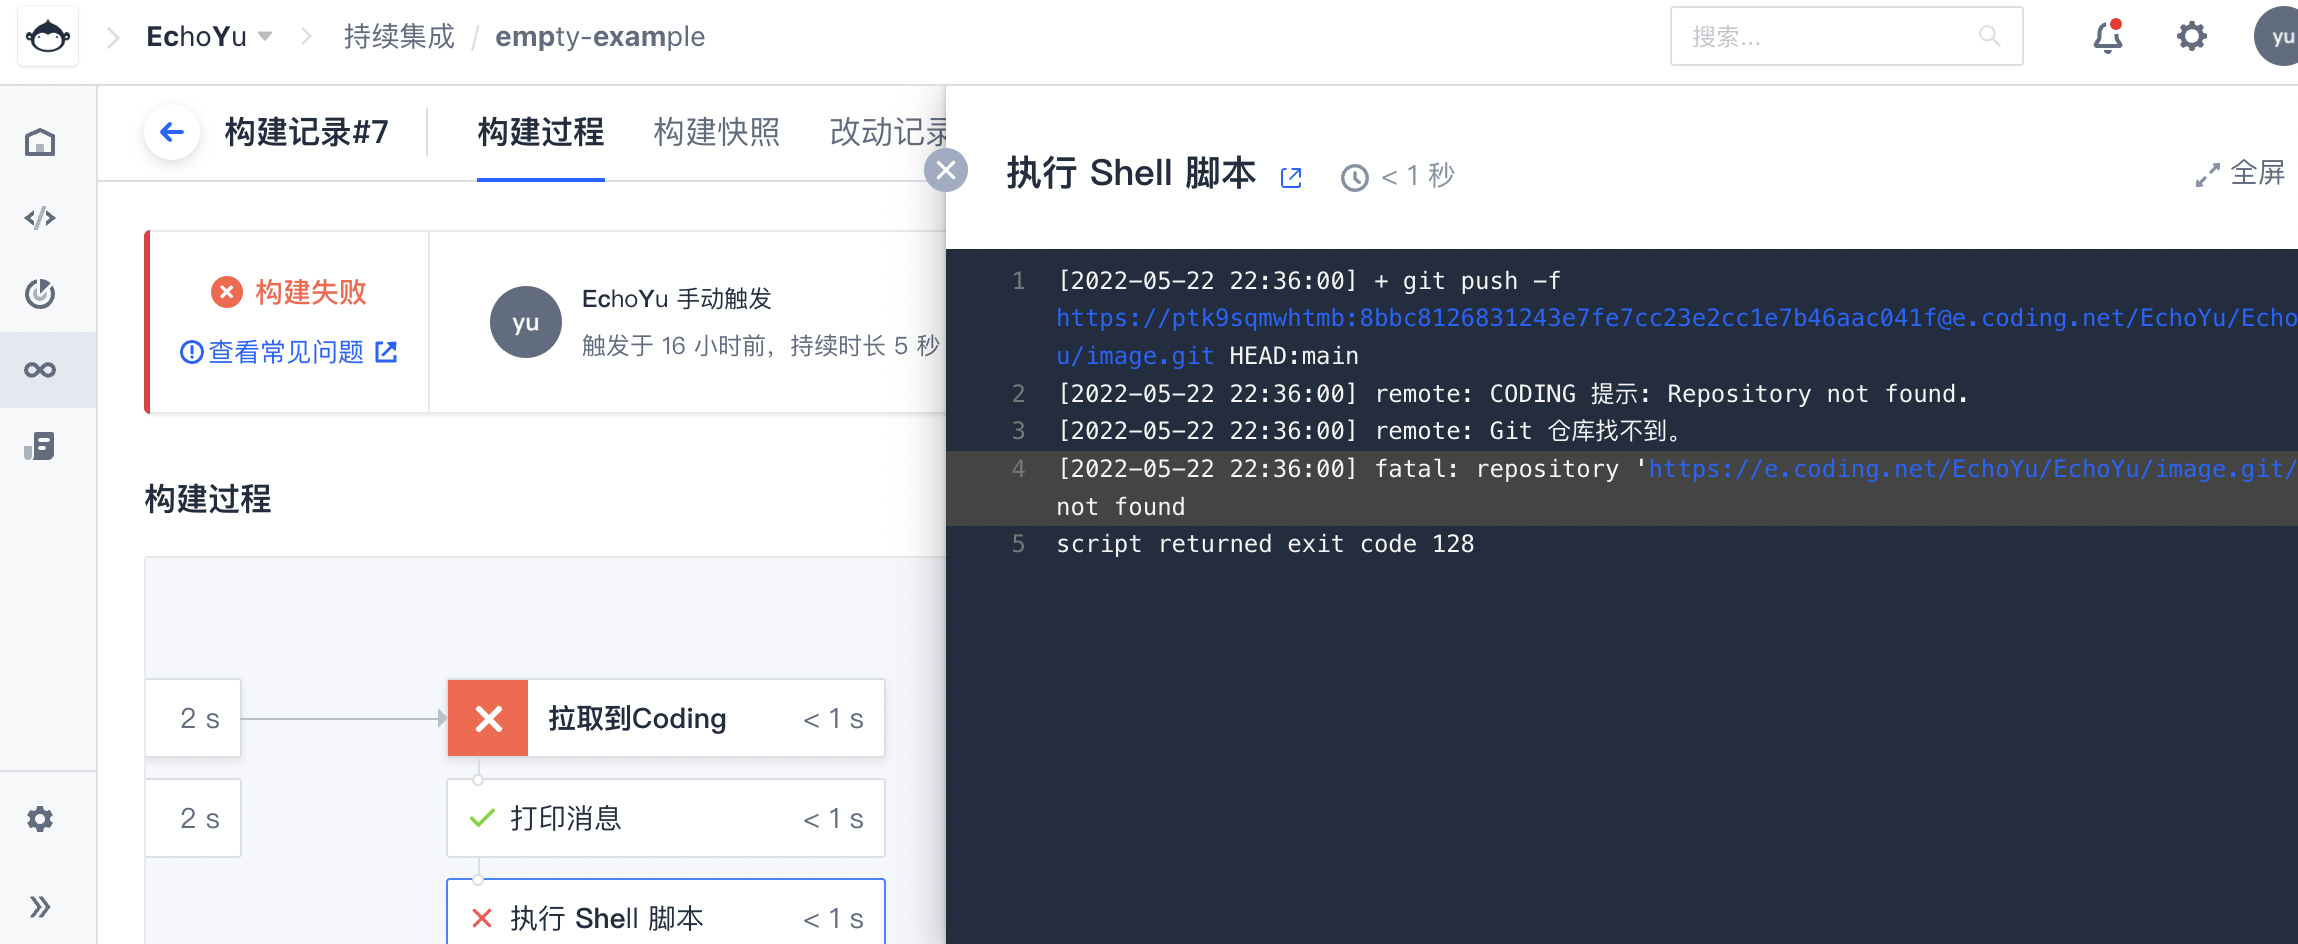 EchoYu
持续集成 / empty-example
搜索...
yu
构建记录#7
构建过程
构建快照
改动记录
构建失败
查看常见问题
yu
EchoYu 手动触发
触发于 16 小时前，持续时长 5 秒
构建过程
2 s
拉取到Coding
< 1 s
2 s
打印消息
< 1 s
执行 Shell 脚本
< 1 s
执行 Shell 脚本
< 1 秒
全屏
1 [2022-05-22 22:36:00] + git push -f
https://ptk9sqmwhtmb:8bbc8126831243e7fe7cc23e2cc1e7b46aac041f@e.coding.net/EchoYu/Echo
u/image.git HEAD:main
2 [2022-05-22 22:36:00] remote: CODING 提示: Repository not found.
3 [2022-05-22 22:36:00] remote: Git 仓库找不到。
4 [2022-05-22 22:36:00] fatal: repository 'https://e.coding.net/EchoYu/EchoYu/image.git/
not found
5 script returned exit code 128